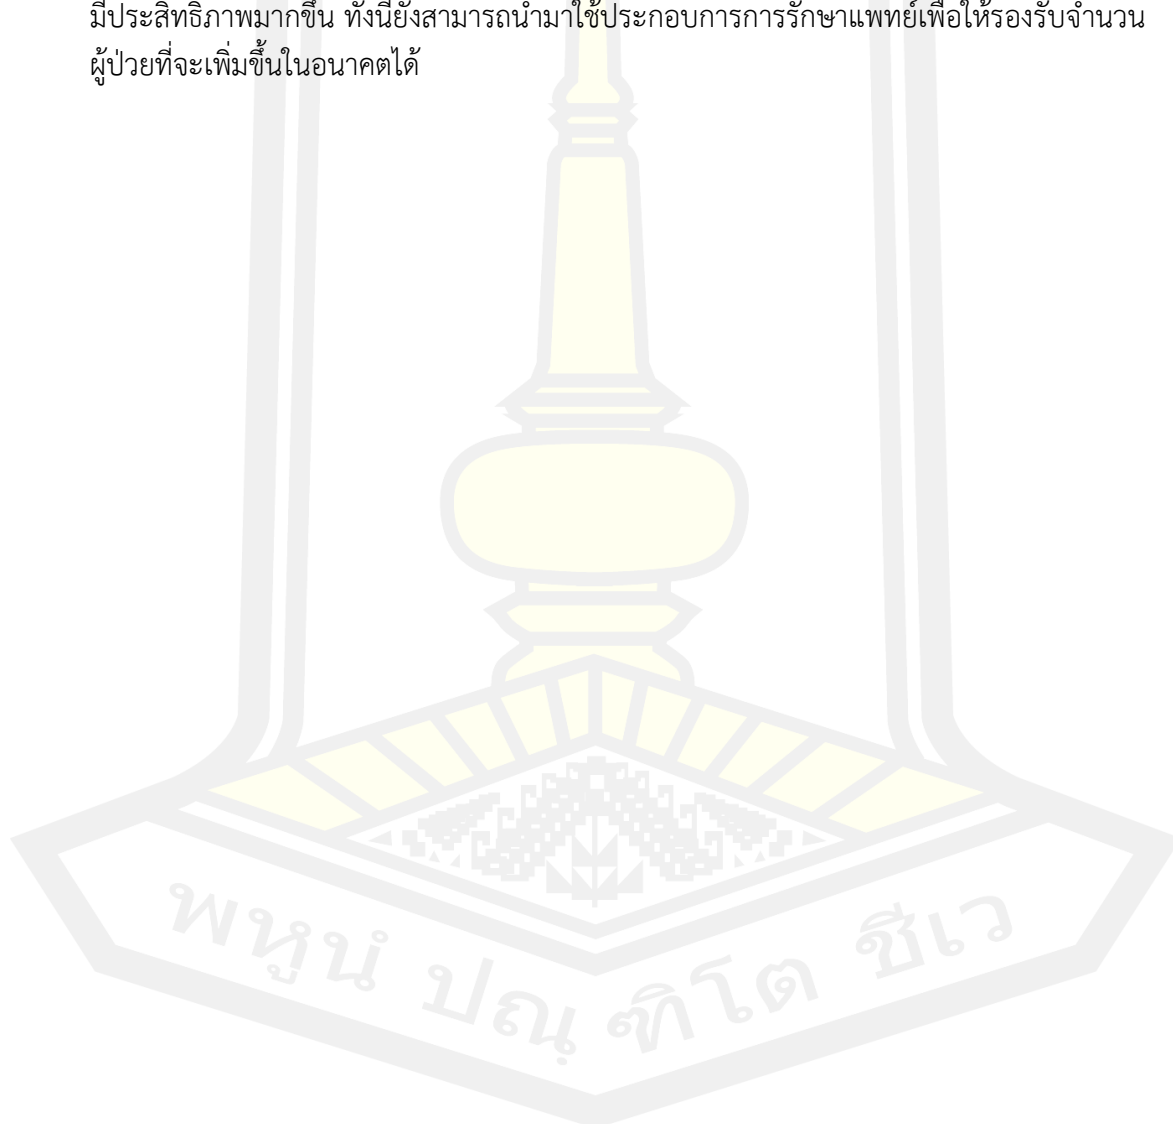 มีประสิทธิภาพมากขึ้น ทั้งนี้ยังสามารถนำมาใช้ประกอบการการรักษาแพทย์เพื่อให้รองรับจำนวน
ผู้ป่วยที่จะเพิ่มขึ้นในอนาคตได้
พหูนํ ปณฺฑิโต ชีเว